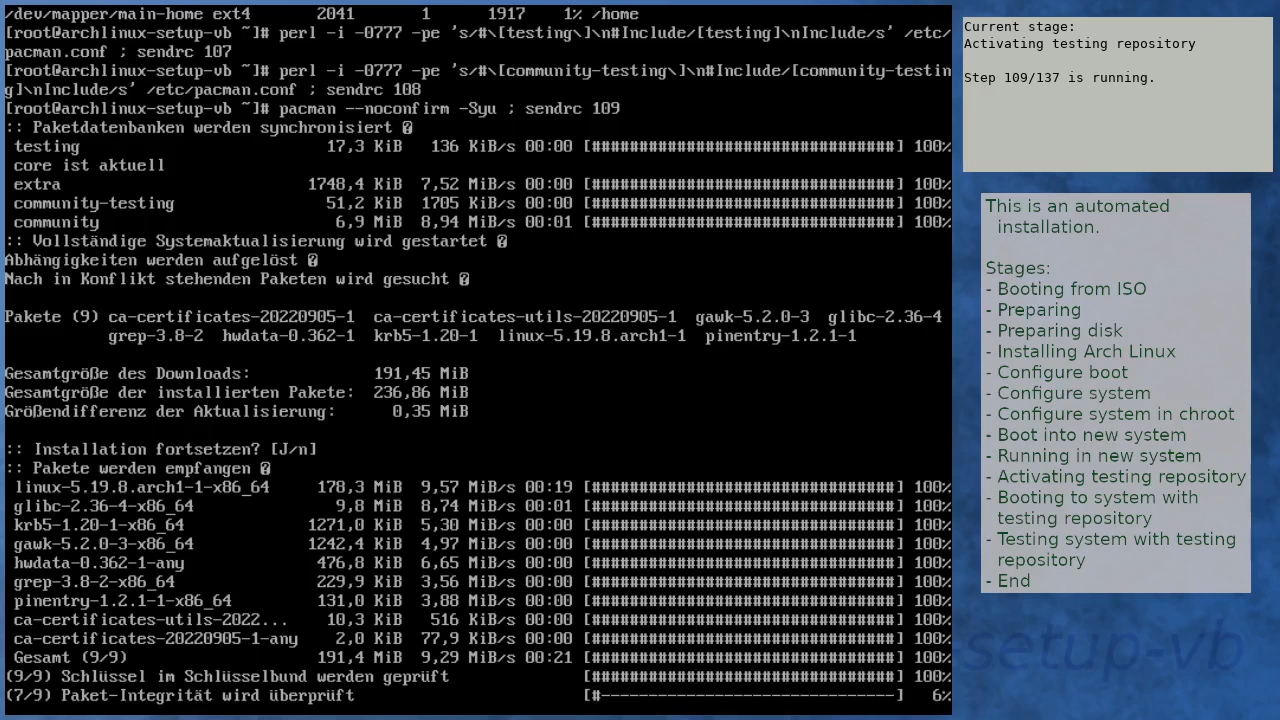 /dev/mapper/main-home ext4       2041       1      1917    1% /home
[root@archlinux-setup-vb ~]# perl -i -0777 -pe 's/#\[testing\]\n#Include/[testing]\nInclude/s' /etc/
pacman.conf ; sendrc 107
[root@archlinux-setup-vb ~]# perl -i -0777 -pe 's/#\[community-testing\]\n#Include/[community-testin
g]\nInclude/s' /etc/pacman.conf ; sendrc 108
[root@archlinux-setup-vb ~]# pacman --noconfirm -Syu ; sendrc 109
:: Paketdatenbanken werden synchronisiert �
 testing                          17,3 KiB   136 KiB/s 00:00 [################################] 100%
 core ist aktuell
 extra                          1748,4 KiB  7,52 MiB/s 00:00 [################################] 100%
 community-testing                51,2 KiB  1705 KiB/s 00:00 [################################] 100%
 community                         6,9 MiB  8,94 MiB/s 00:01 [################################] 100%
:: Vollständige Systemaktualisierung wird gestartet �
Abhängigkeiten werden aufgelöst �
Nach in Konflikt stehenden Paketen wird gesucht �
Pakete (9) ca-certificates-20220905-1  ca-certificates-utils-20220905-1  gawk-5.2.0-3  glibc-2.36-4
           grep-3.8-2  hwdata-0.362-1  krb5-1.20-1  linux-5.19.8.arch1-1  pinentry-1.2.1-1
Gesamtgröße des Downloads:             191,45 MiB
Gesamtgröße der installierten Pakete:  236,86 MiB
Größendifferenz der Aktualisierung:      0,35 MiB
:: Installation fortsetzen? [J/n]
:: Pakete werden empfangen �
 linux-5.19.8.arch1-1-x86_64     178,3 MiB  9,57 MiB/s 00:19 [################################] 100%
 glibc-2.36-4-x86_64               9,8 MiB  8,74 MiB/s 00:01 [################################] 100%
 krb5-1.20-1-x86_64             1271,0 KiB  5,30 MiB/s 00:00 [################################] 100%
 gawk-5.2.0-3-x86_64            1242,4 KiB  4,97 MiB/s 00:00 [################################] 100%
 hwdata-0.362-1-any              476,8 KiB  6,65 MiB/s 00:00 [################################] 100%
 grep-3.8-2-x86_64               229,9 KiB  3,56 MiB/s 00:00 [################################] 100%
 pinentry-1.2.1-1-x86_64         131,0 KiB  3,88 MiB/s 00:00 [################################] 100%
 ca-certificates-utils-2022...    10,3 KiB   516 KiB/s 00:00 [################################] 100%
 ca-certificates-20220905-1-any    2,0 KiB  77,9 KiB/s 00:00 [################################] 100%
 Gesamt (9/9)                    191,4 MiB  9,29 MiB/s 00:21 [################################] 100%
(9/9) Schlüssel im Schlüsselbund werden geprüft              [################################] 100%
(7/9) Paket-Integrität wird überprüft                        [#-------------------------------]   6%
Current stage:
Activating testing repository
Step 109/137 is running.
This is an automated
installation.
Stages:
- Booting from ISO
- Preparing
- Preparing disk
- Installing Arch Linux
- Configure boot
- Configure system
- Configure system in chroot
- Boot into new system
- Running in new system
- Activating testing repository
- Booting to system with
testing repository
- Testing system with testing
repository
- End
setup-vb